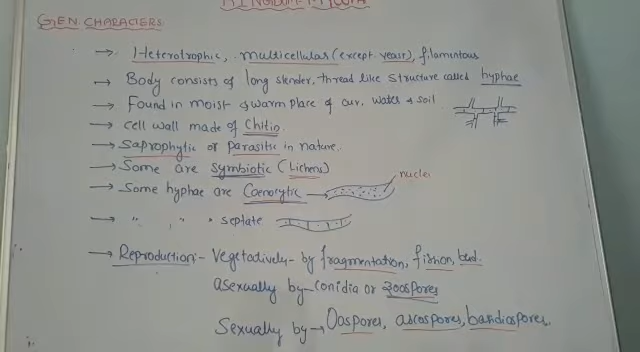 KINGDOM-MYCOTA
GEN. CHARACTERS
→ Heterotrophic, multicellular (except yeast), filamentous
→ Body consists of long slender, thread like structure called hyphae
→ Found in moist & warm place of air, water & soil
→ Cell wall made of Chitin.
→ Saprophytic or parasitic in nature.
→ Some are symbiotic (Lichens)
→ Some hyphae are Coenocytic → nuclei
→ " , " " septate
→ Reproduction:- Vegetatively- by fragmentation, fission, bud.
asexually by- Conidia or zoospores
Sexually by → Oospores, ascospores, basidiospores.